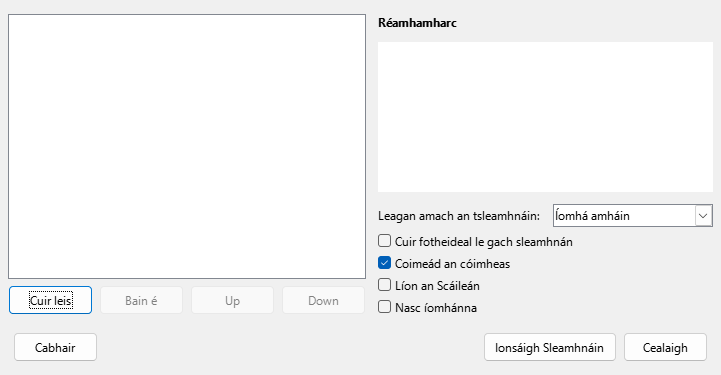 Réamhamharc
Leagan amach an tsleamhnáin: Íomhá amháin
Cuir fotheideal le gach sleamhnán
Coimeád an cóimheas
Líon an Scáileán
Nasc íomhánna
Cuir leis Bain é Up Down
Cabhair Ionsáigh Sleamhnáin Cealaigh